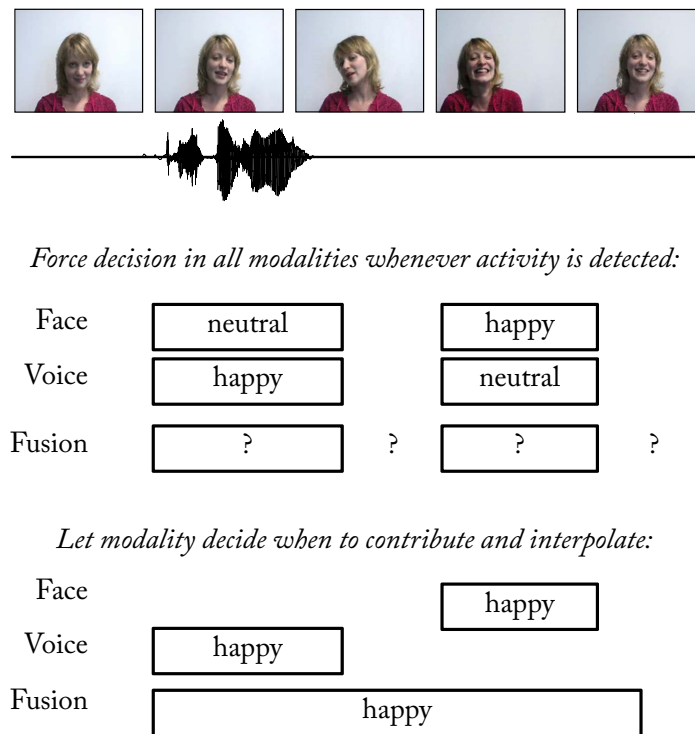 Force decision in all modalities whenever activity is detected:
Face neutral happy
Voice happy neutral
Fusion ? ? ? ?
Let modality decide when to contribute and interpolate:
Face happy
Voice happy
Fusion happy